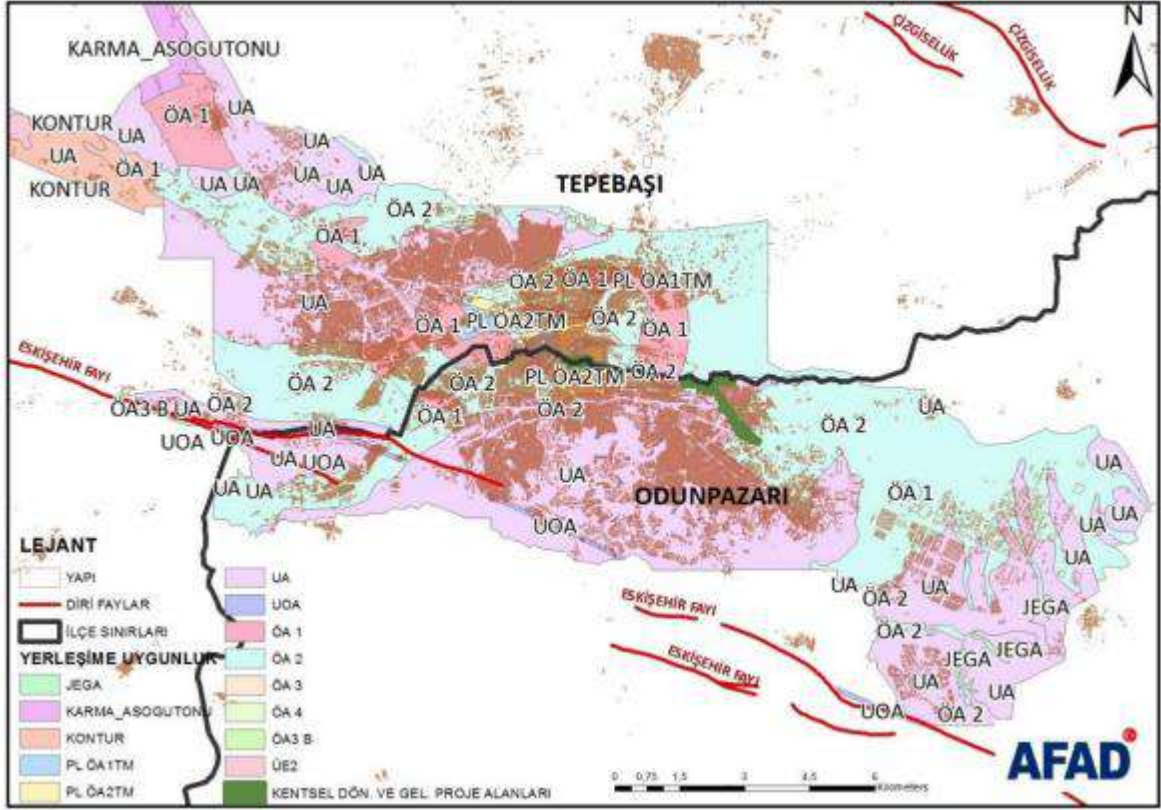 N
KARMA_ASOGUTONU
ÇİZGİSELLİK
ÇİZGİSELLİK
ÖA 1
UA
KONTUR
UA
UA
UA
ÖA 1
UA
UA
KONTUR
UA UA
UA
TEPEBAŞI
ÖA 2
ÖA 1
ÖA 2
ÖA 1
PL ÖA1TM
UA
ÖA 1
PL ÖA2TM
ÖA 2
ÖA 1
ESKİŞEHİR FAYI
ÖA 2
ÖA 2
PL ÖA2TM
ÖA 2
ÖA3 B
UA
ÖA 2
ÖA 1
ÖA 2
ÖA 2
UA
UOA
UOA
UA
UA
UOA
UA
UA
UA
UA
ODUNPAZARI
ÖA 1
UA
UA
UOA
UA
UA
ÖA 2
UA
JEGA
ESKİŞEHİR FAYI
ÖA 2
JEGA
JEGA
ESKİŞEHİR FAYI
UA
UA
UOA
ÖA 2
LEJANT
YAPI
DİRİ FAYLAR
İLÇE SINIRLARI
YERLEŞİME UYGUNLUK
JEGA
KARMA_ASOGUTONU
KONTUR
PL ÖA1TM
PL ÖA2TM
UA
UOA
ÖA 1
ÖA 2
ÖA 3
ÖA 4
ÖA3 B
ÜE2
KENTSEL DÖN. VE GEL. PROJE ALANLARI
0 0,75 1,5 3 4,5 6
Kilometers
AFAD